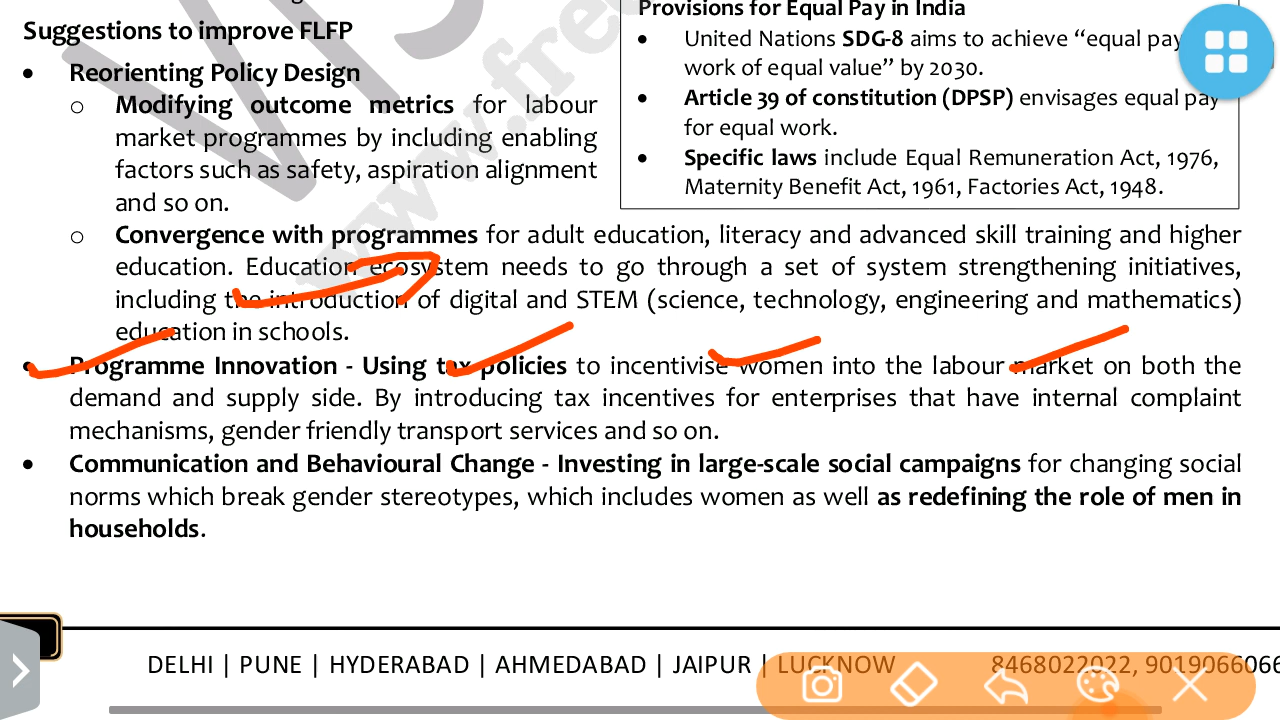 Suggestions to improve FLFP
• Reorienting Policy Design
o Modifying outcome metrics for labour
market programmes by including enabling
factors such as safety, aspiration alignment
and so on.
Provisions for Equal Pay in India
• United Nations SDG-8 aims to achieve “equal pay
work of equal value” by 2030.
• Article 39 of constitution (DPSP) envisages equal pay
for equal work.
• Specific laws include Equal Remuneration Act, 1976,
Maternity Benefit Act, 1961, Factories Act, 1948.
o Convergence with programmes for adult education, literacy and advanced skill training and higher
education. Education ecosystem needs to go through a set of system strengthening initiatives,
including the introduction of digital and STEM (science, technology, engineering and mathematics)
education in schools.
• Programme Innovation - Using tax policies to incentivise women into the labour market on both the
demand and supply side. By introducing tax incentives for enterprises that have internal complaint
mechanisms, gender friendly transport services and so on.
• Communication and Behavioural Change - Investing in large-scale social campaigns for changing social
norms which break gender stereotypes, which includes women as well as redefining the role of men in
households.
DELHI | PUNE | HYDERABAD | AHMEDABAD | JAIPUR | LUCKNOW 8468022022, 9019066066